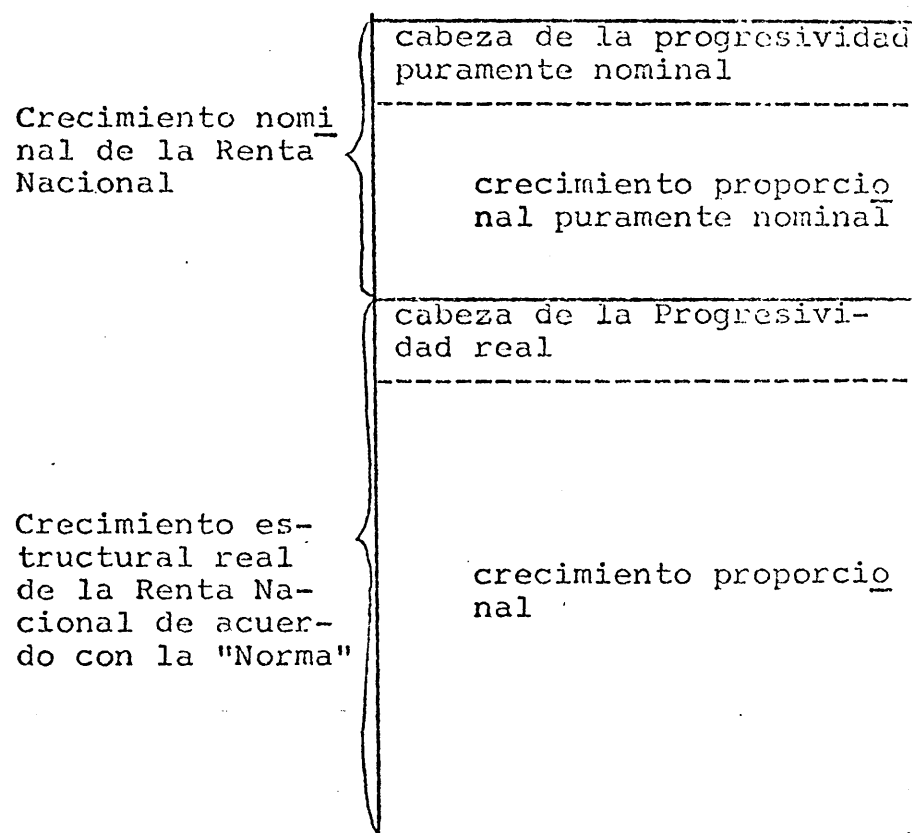 cabeza de la progresividad
puramente nominal
Crecimiento nomi
nal de la Renta
Nacional
crecimiento proporcio
nal puramente nominal
cabeza de la Progresivi-
dad real
Crecimiento es-
tructural real
de la Renta Na-
cional de acuer-
do con la "Norma"
crecimiento proporcio
nal